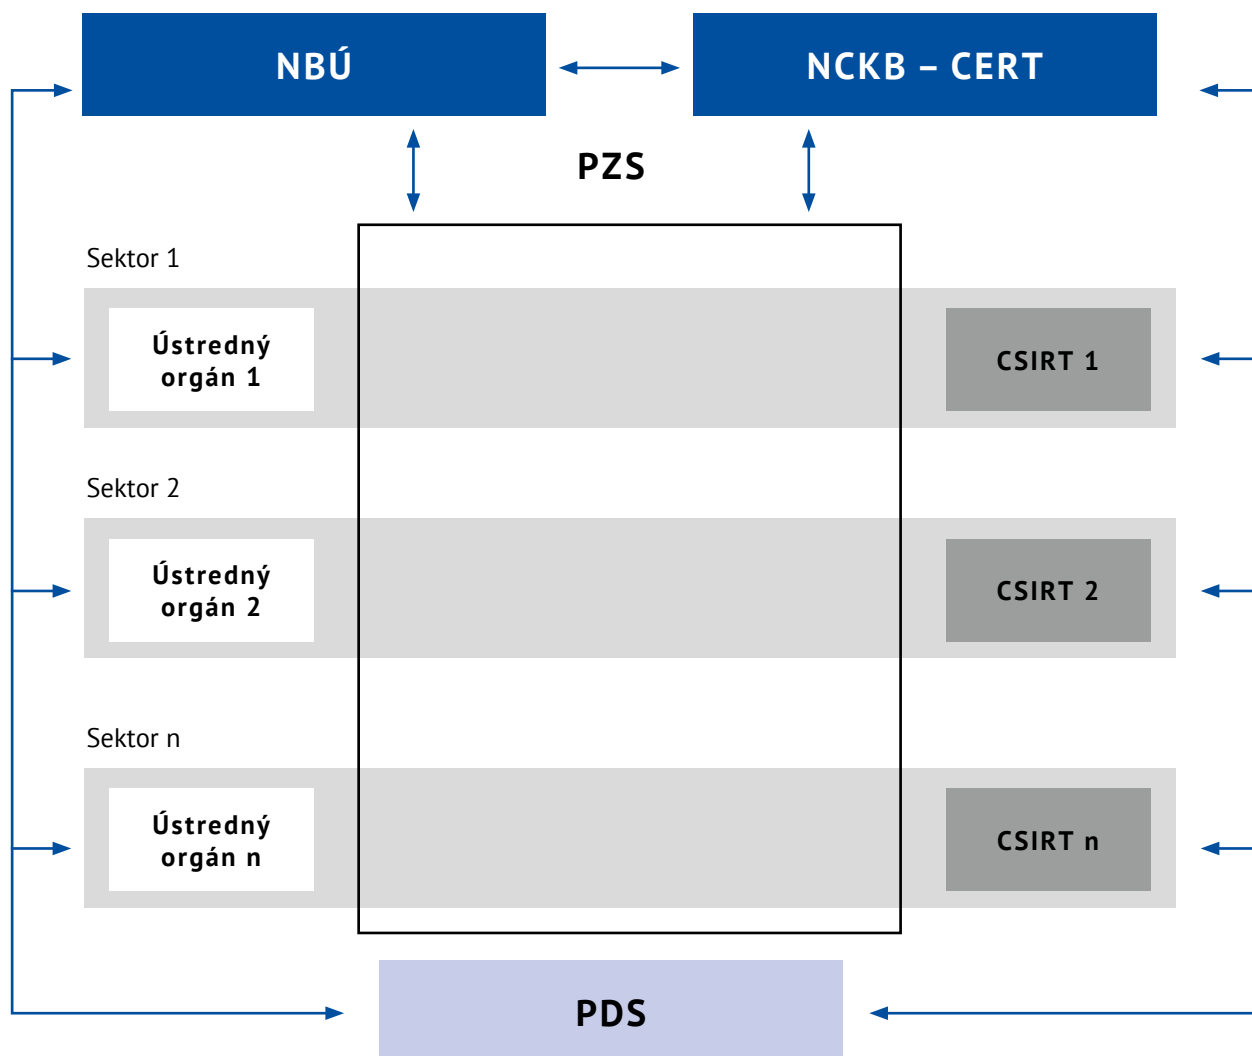 NBÚ
NCKB – CERT
PZS
Sektor 1
Ústredný
orgán 1
CSIRT 1
Sektor 2
Ústredný
orgán 2
CSIRT 2
Sektor n
Ústredný
orgán n
CSIRT n
PDS